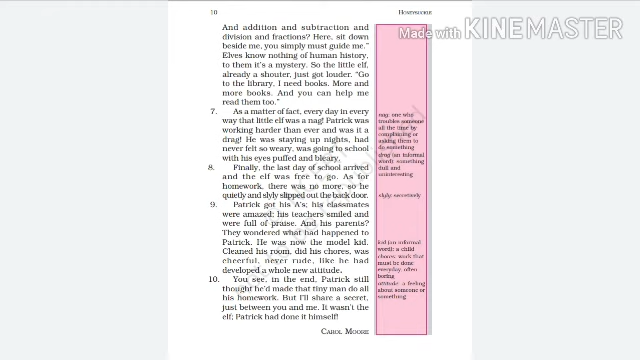 10
HONEYSUCKLE
Made with KINEMASTER
And addition and subtraction and
division and fractions? Here, sit down
beside me, you simply must guide me."
Elves know nothing of human history,
to them it's a mystery. So the little elf,
already a shouter, just got louder.
"Go to the library, I need books. More and
more books. And you can help me
read them too."
7. As a matter of fact, every day in every
way that little elf was a nag! Patrick was
working harder than ever and was it a
drag! He was staying up nights, had
never felt so weary, was going to school
with his eyes puffed and bleary.
8. Finally, the last day of school arrived
and the elf was free to go. As for
homework, there was no more, so he
quietly and slyly slipped out the back door.
9. Patrick got his A's; his classmates
were amazed; his teachers smiled and
were full of praise. And his parents?
They wondered what had happened to
Patrick. He was now the model kid.
Cleaned his room, did his chores, was
cheerful, never rude, like he had
developed a whole new attitude.
10. You see, in the end, Patrick still
thought he'd made that tiny man do all
his homework. But I'll share a secret,
just between you and me. It wasn't the
elf; Patrick had done it himself!
CAROL MOORE
nag: one who
troubles someone
all the time by
complaining or
asking them to
do something
drag (an informal
word): something
dull and
uninteresting
slyly: secretively
kid (an informal
word): a child
chores: work that
must be done
everyday, often
boring
attitude: a feeling
about someone or
something